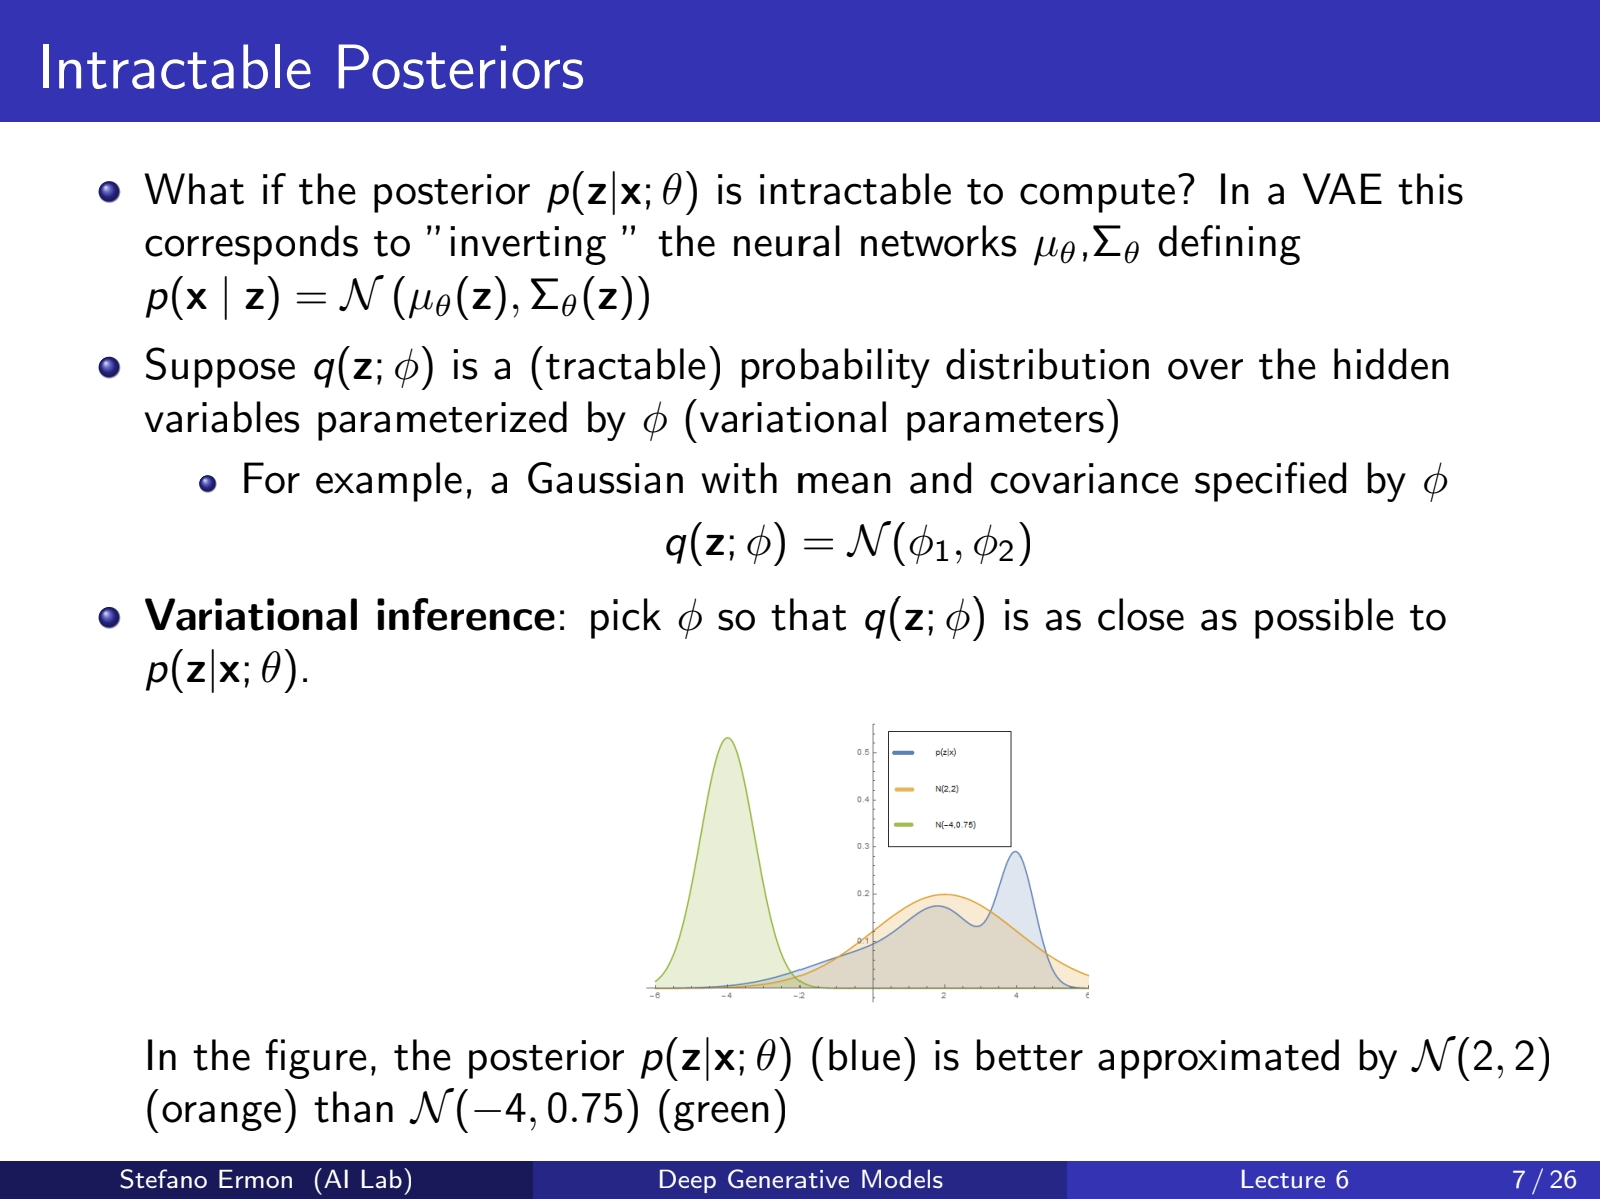 Intractable Posteriors
What if the posterior p(z|x; θ) is intractable to compute? In a VAE this
corresponds to ”inverting ” the neural networks μθ,Σθ defining
p(x | z) = 𝒩 (μθ(z), Σθ(z))
Suppose q(z; ϕ) is a (tractable) probability distribution over the hidden
variables parameterized by ϕ (variational parameters)
For example, a Gaussian with mean and covariance specified by ϕ
q(z; ϕ) = 𝒩(ϕ1, ϕ2)
Variational inference: pick ϕ so that q(z; ϕ) is as close as possible to
p(z|x; θ).
0.5
0.4
0.3
0.2
0.1
p(z|x)
N(2,2)
N(-4,0.75)
-6 -4 -2 2 4 6
In the figure, the posterior p(z|x; θ) (blue) is better approximated by 𝒩(2, 2)
(orange) than 𝒩(−4, 0.75) (green)
Stefano Ermon (AI Lab) Deep Generative Models Lecture 6 7 / 26